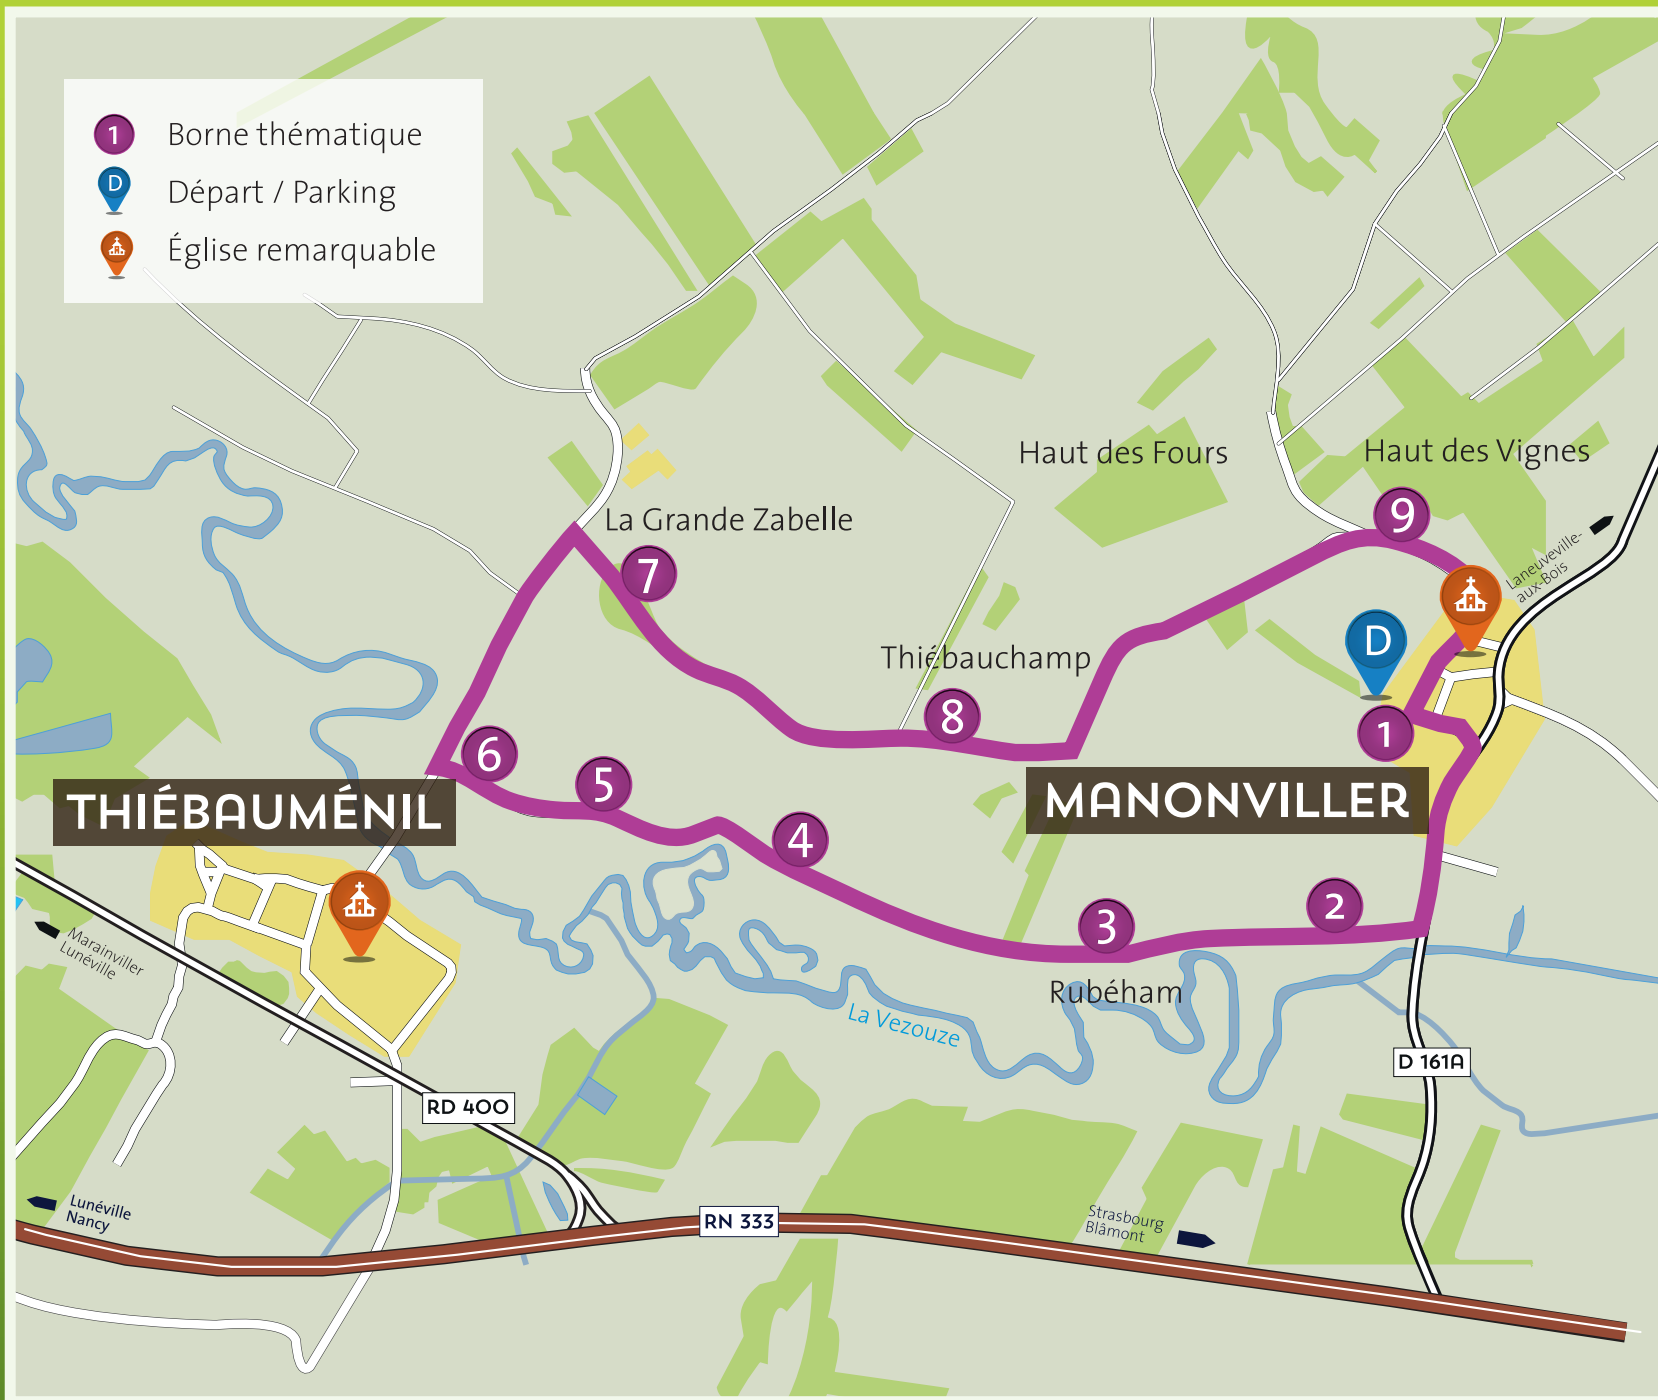 1 Borne thématique
D Départ / Parking
Église remarquable
Haut des Fours
Haut des Vignes
La Grande Zabelle
9
Laneuveville-
aux-Bois
7
D
Thiébauchamp
8
1
6
5
THIÉBAUMÉNIL
MANONVILLER
4
2
3
Marainviller
Lunéville
Rubéham
La Vezouze
D 161A
RD 400
Lunéville
Nancy
RN 333
Strasbourg
Blâmont